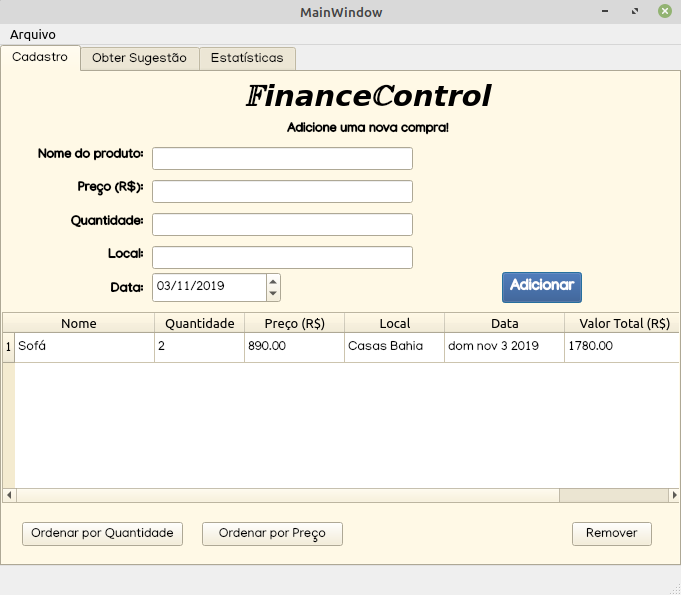 MainWindow
Arquivo
Cadastro Obter Sugestão Estatísticas
𝔽inanceℂontrol
Adicione uma nova compra!
Nome do produto:
Preço (R$):
Quantidade:
Local:
Data: 03/11/2019 Adicionar
Nome Quantidade Preço (R$) Local Data Valor Total (R$)
1 Sofá 2 890.00 Casas Bahia dom nov 3 2019 1780.00
Ordenar por Quantidade Ordenar por Preço Remover